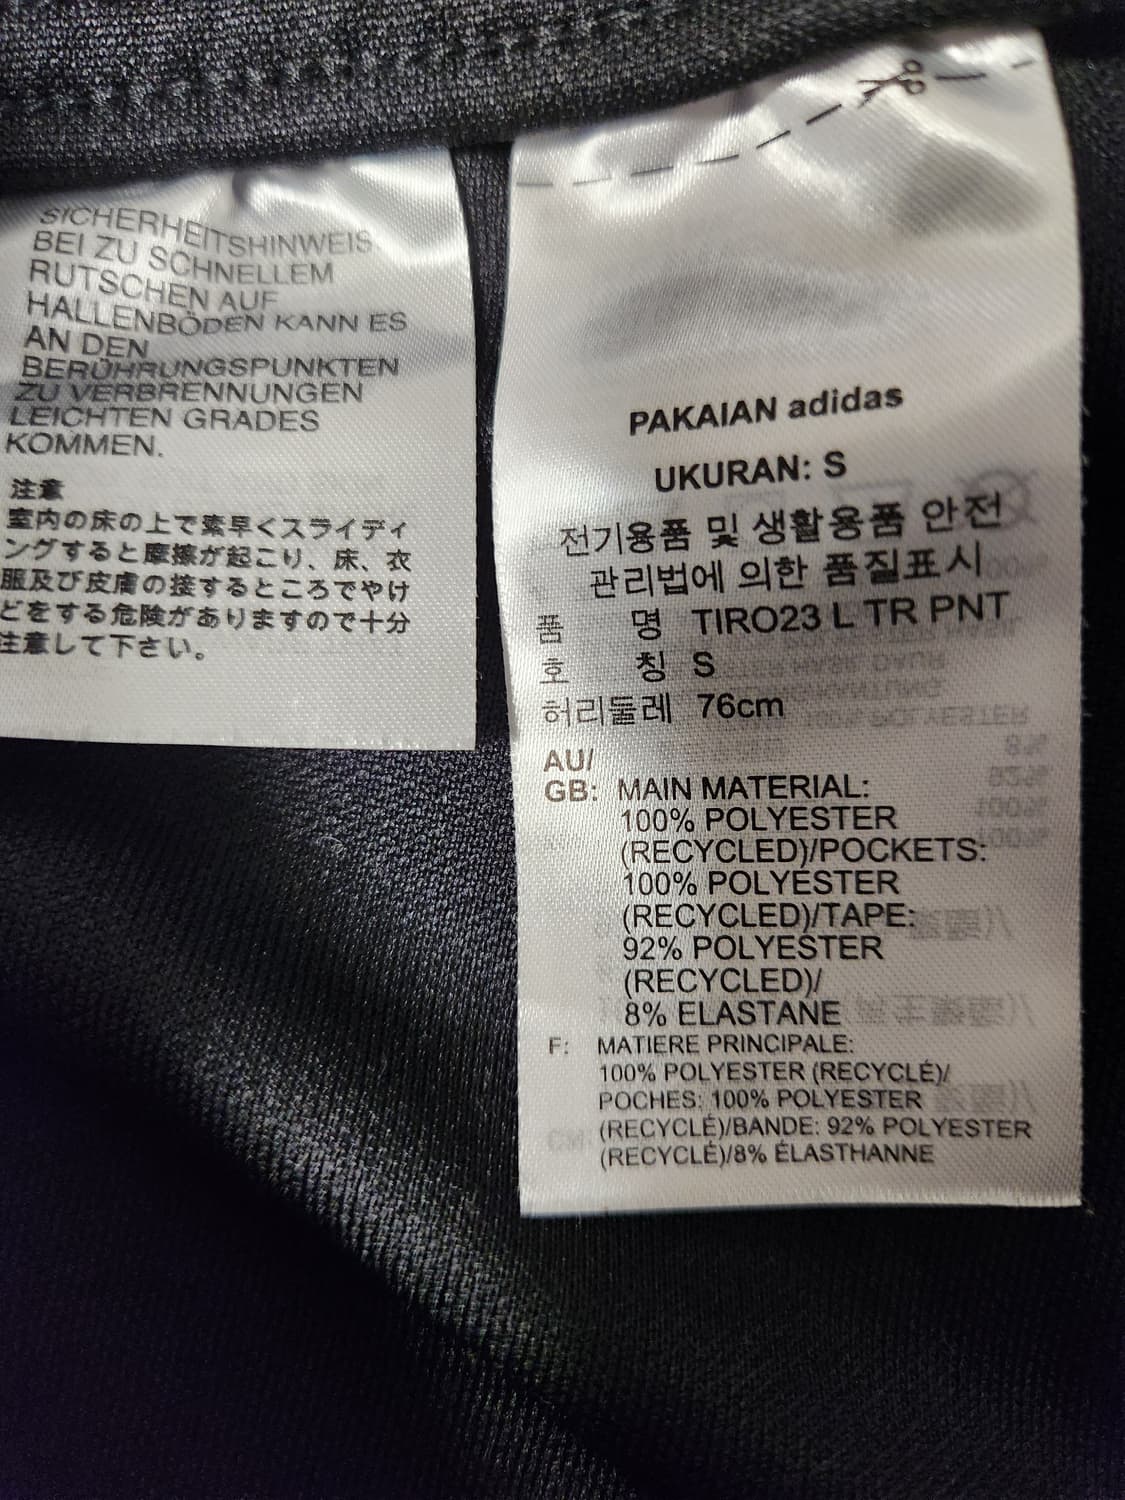 SICHERHEITSHINWEIS
BEI ZU SCHNELLEM
RUTSCHEN AUF
HALLENBÖDEN KANN ES
AN DEN
BERÜHRUNGSPUNKTEN
ZU VERBRENNUNGEN
LEICHTEN GRADES
KOMMEN.
注意
室内の床の上で素早くスライディ
ングすると摩擦が起こり、床、衣
服及び皮膚の接するところでやけ
どをする危険がありますので十分
注意して下さい。
PAKAIAN adidas
UKURAN: S
전기용품 및 생활용품 안전
관리법에 의한 품질표시
품 명 TIRO23 L TR PNT
호 칭 S
허리둘레 76cm
AU/
GB: MAIN MATERIAL:
100% POLYESTER
(RECYCLED)/POCKETS:
100% POLYESTER
(RECYCLED)/TAPE:
92% POLYESTER
(RECYCLED)/
8% ELASTANE
F: MATIERE PRINCIPALE:
100% POLYESTER (RECYCLÉ)/
POCHES: 100% POLYESTER
(RECYCLÉ)/BANDE: 92% POLYESTER
(RECYCLÉ)/8% ÉLASTHANNE